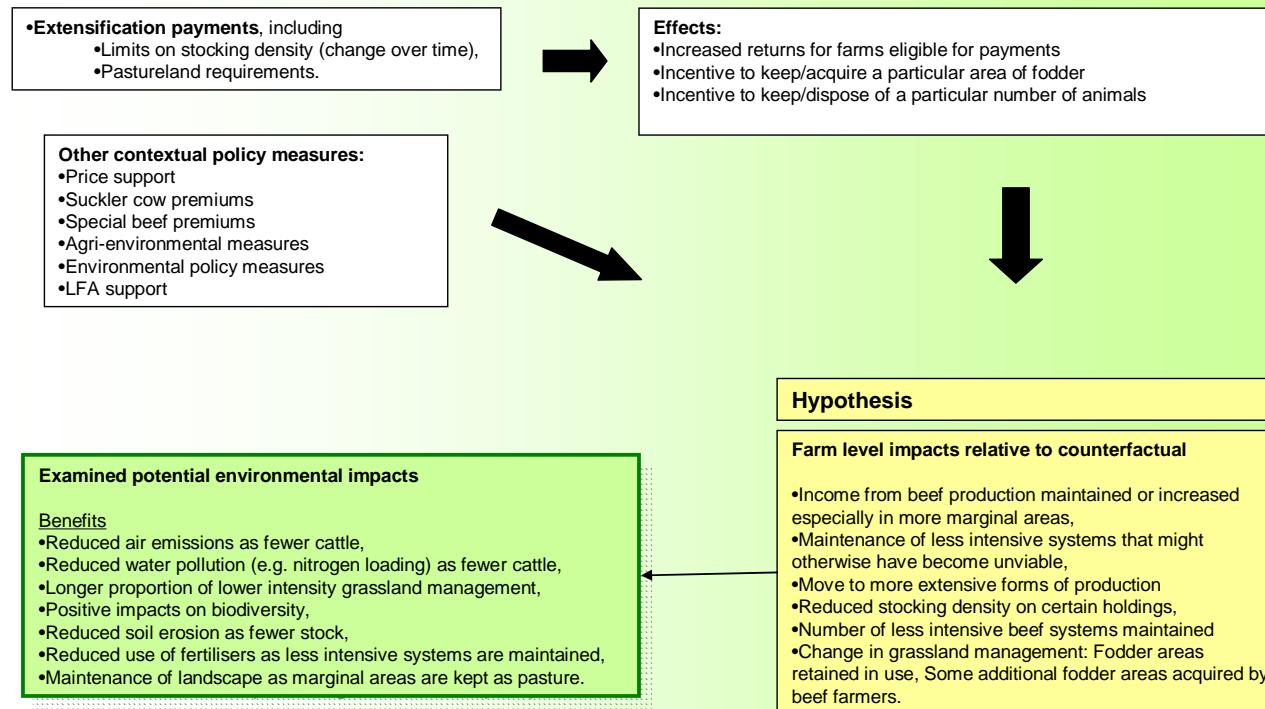 •Extensification payments, including
•Limits on stocking density (change over time),
•Pastureland requirements.
Effects:
•Increased returns for farms eligible for payments
•Incentive to keep/acquire a particular area of fodder
•Incentive to keep/dispose of a particular number of animals
Other contextual policy measures:
•Price support
•Suckler cow premiums
•Special beef premiums
•Agri-environmental measures
•Environmental policy measures
•LFA support
Hypothesis
Farm level impacts relative to counterfactual
•Income from beef production maintained or increased
especially in more marginal areas,
•Maintenance of less intensive systems that might
otherwise have become unviable,
•Move to more extensive forms of production
•Reduced stocking density on certain holdings,
•Number of less intensive beef systems maintained
•Change in grassland management: Fodder areas
retained in use, Some additional fodder areas acquired by
beef farmers.
Examined potential environmental impacts
Benefits
•Reduced air emissions as fewer cattle,
•Reduced water pollution (e.g. nitrogen loading) as fewer cattle,
•Longer proportion of lower intensity grassland management,
•Positive impacts on biodiversity,
•Reduced soil erosion as fewer stock,
•Reduced use of fertilisers as less intensive systems are maintained,
•Maintenance of landscape as marginal areas are kept as pasture.